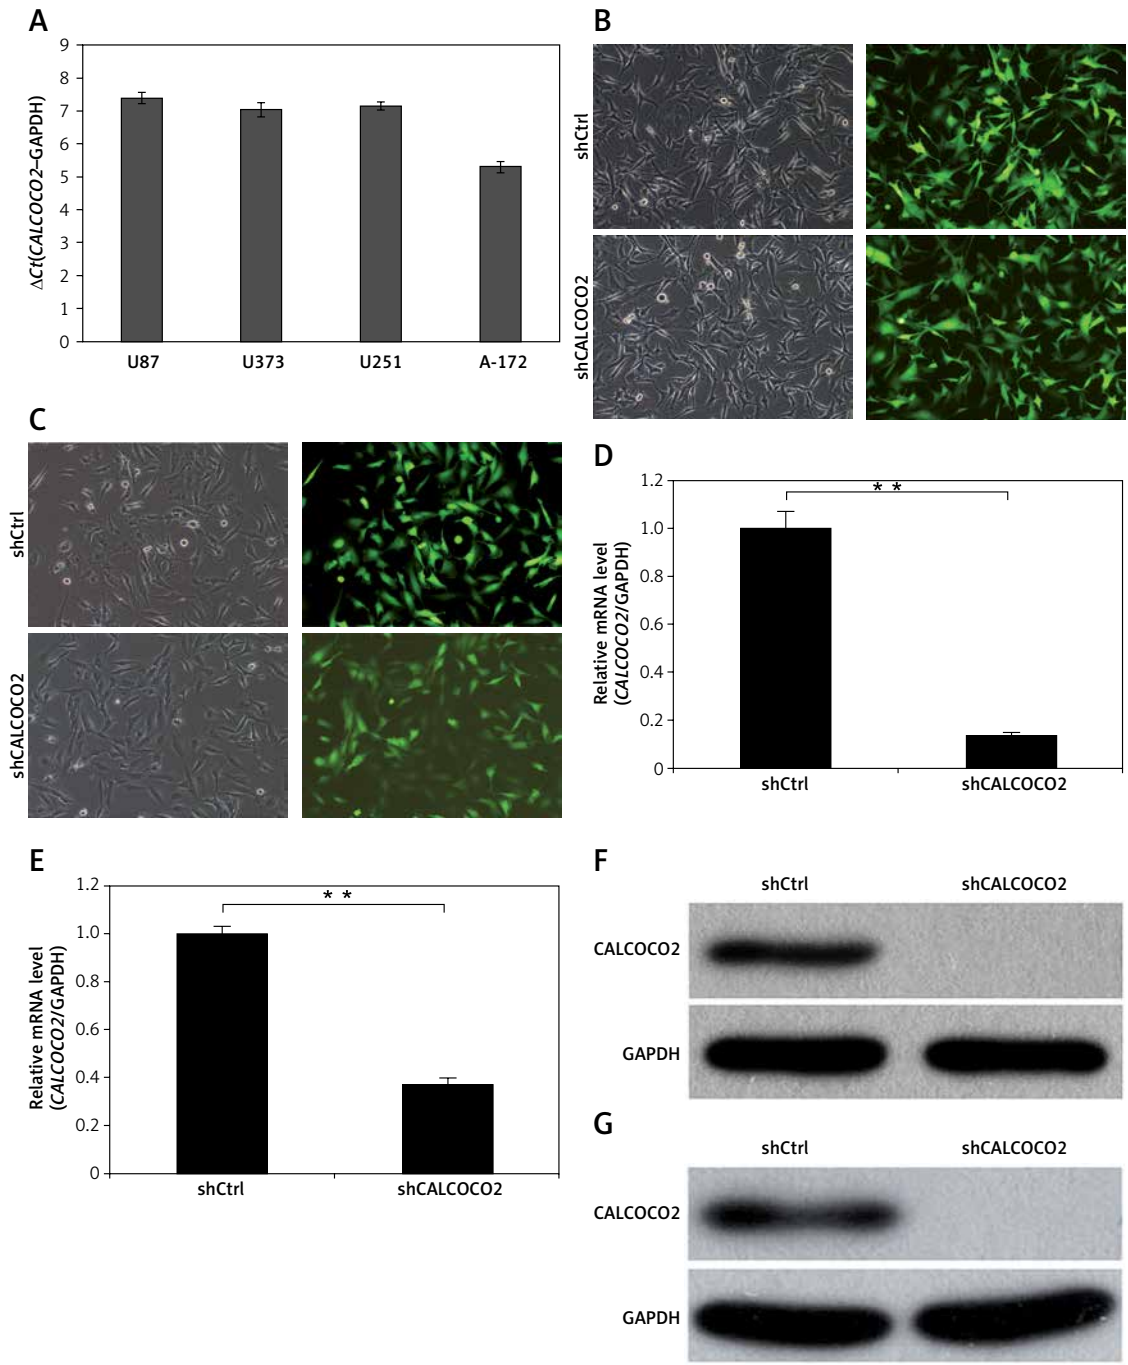 A
9
8
7
6
5
4
3
2
1
0
ΔCt(CALCOCO2–GAPDH)
U87 U373 U251 A-172
B
shCtrl
shCALCOCO2
C
shCtrl
shCALCOCO2
D
1.2
1.0
0.8
0.6
0.4
0.2
0
Relative mRNA level
(CALCOCO2/GAPDH)
* *
shCtrl shCALCOCO2
E
1.2
1.0
0.8
0.6
0.4
0.2
0
Relative mRNA level
(CALCOCO2/GAPDH)
* *
shCtrl shCALCOCO2
F
shCtrl shCALCOCO2
CALCOCO2
GAPDH
G
shCtrl shCALCOCO2
CALCOCO2
GAPDH